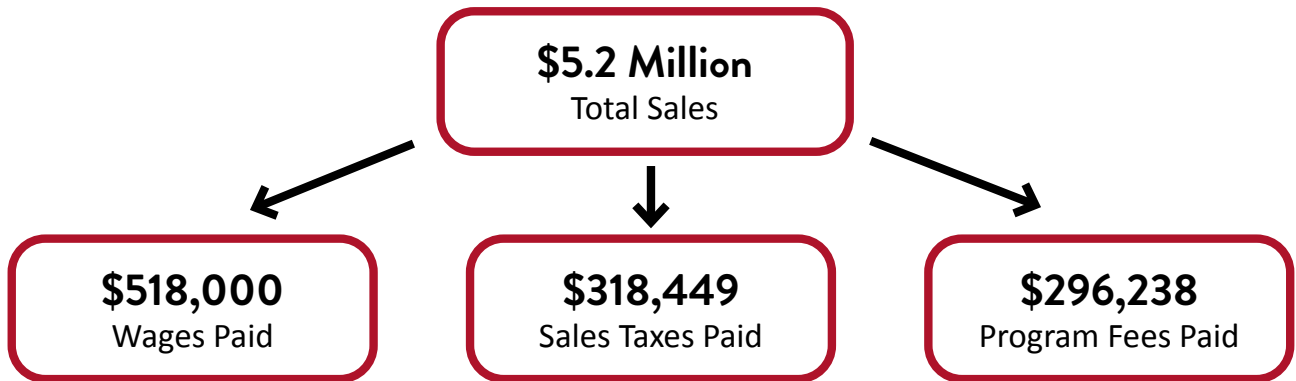 $5.2 Million
Total Sales
$518,000
Wages Paid
$318,449
Sales Taxes Paid
$296,238
Program Fees Paid